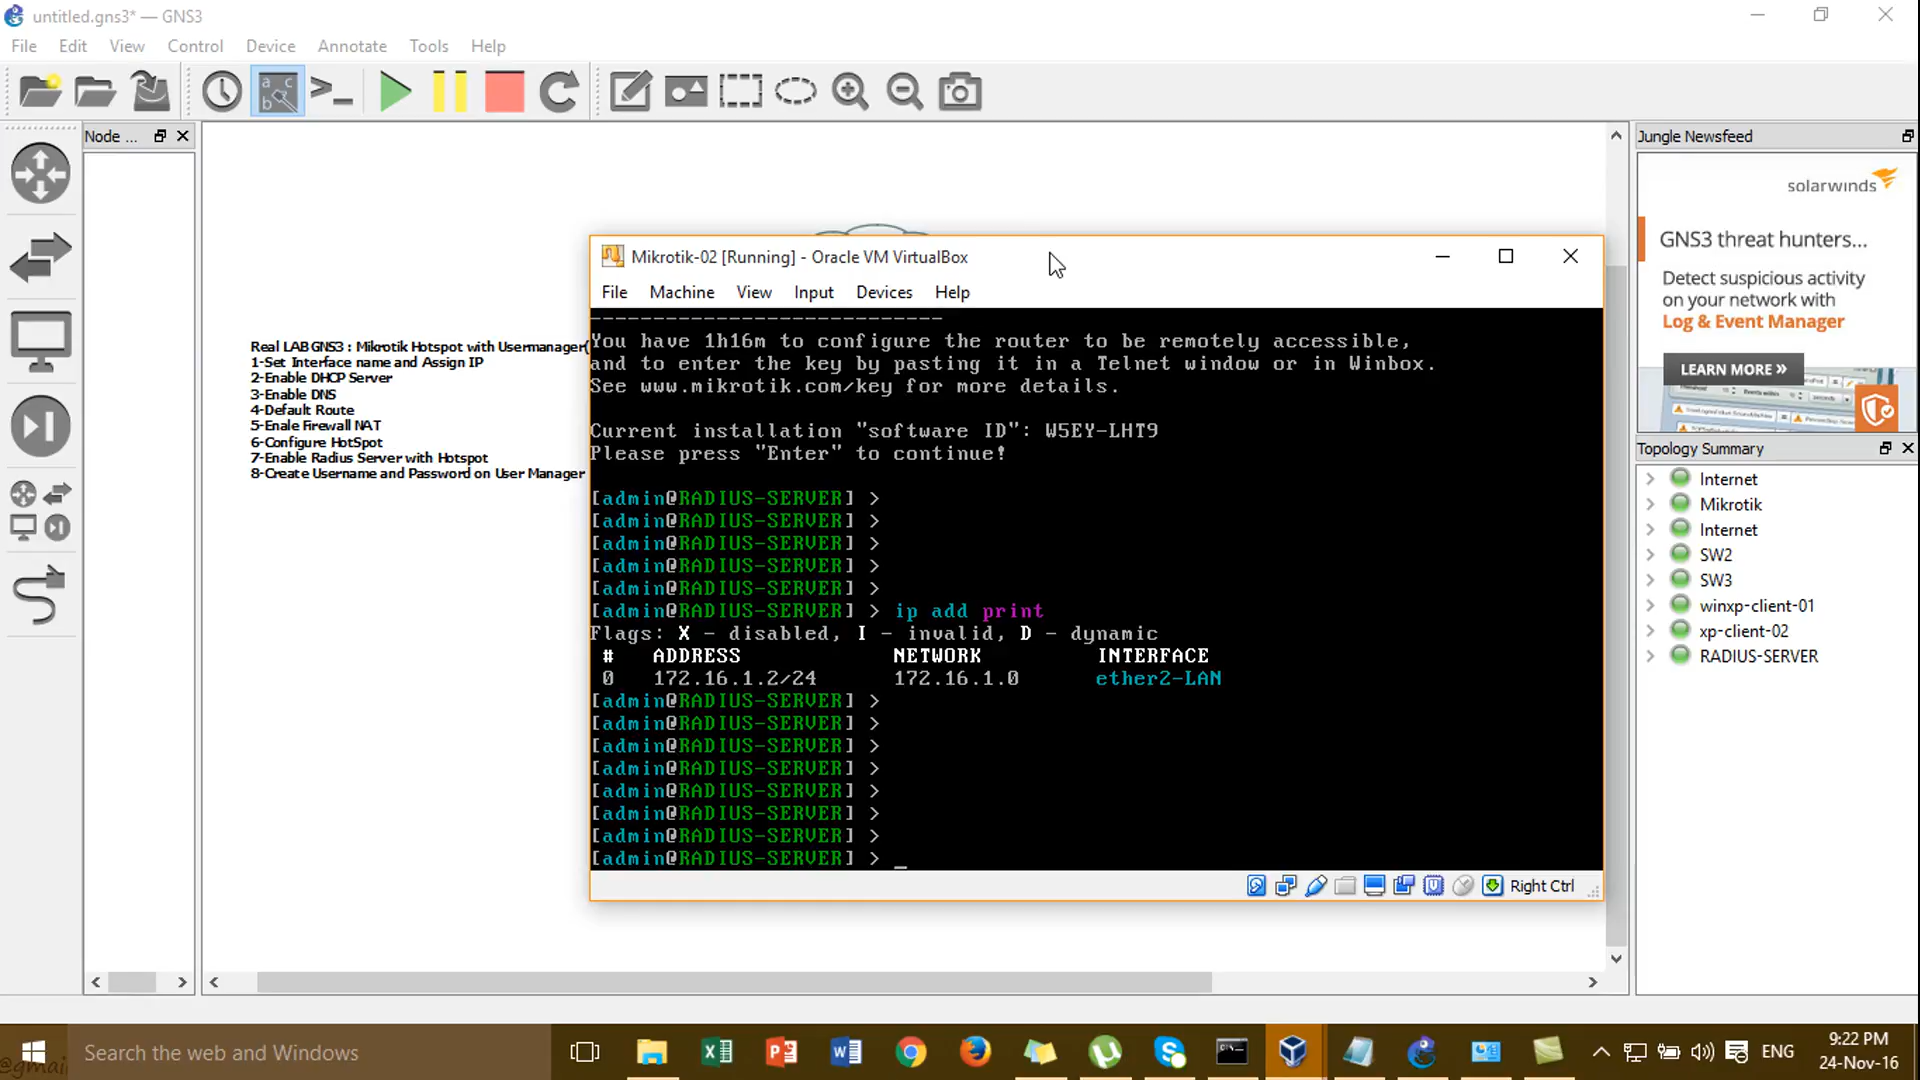 untitled.gns3* — GNS3
File Edit View Control Device Annotate Tools Help
Node ...
Jungle Newsfeed
solarwinds
GNS3 threat hunters...
Detect suspicious activity
on your network with
Log & Event Manager
LEARN MORE »
Topology Summary
Internet
Mikrotik
Internet
SW2
SW3
winxp-client-01
xp-client-02
RADIUS-SERVER
Real LAB GNS3 : Mikrotik Hotspot with Usermanager(
1-Set Interface name and Assign IP
2-Enable DHCP Server
3-Enable DNS
4-Default Route
5-Enale Firewall NAT
6-Configure HotSpot
7-Enable Radius Server with Hotspot
8-Create Username and Password on User Manager
Mikrotik-02 [Running] - Oracle VM VirtualBox
File Machine View Input Devices Help
----------------------------
You have 1h16m to configure the router to be remotely accessible,
and to enter the key by pasting it in a Telnet window or in Winbox.
See www.mikrotik.com/key for more details.
Current installation "software ID": W5EY-LHT9
Please press "Enter" to continue!
[admin@RADIUS-SERVER] >
[admin@RADIUS-SERVER] >
[admin@RADIUS-SERVER] >
[admin@RADIUS-SERVER] >
[admin@RADIUS-SERVER] >
[admin@RADIUS-SERVER] > ip add print
Flags: X - disabled, I - invalid, D - dynamic
# ADDRESS NETWORK INTERFACE
0 172.16.1.2/24 172.16.1.0 ether2-LAN
[admin@RADIUS-SERVER] >
[admin@RADIUS-SERVER] >
[admin@RADIUS-SERVER] >
[admin@RADIUS-SERVER] >
[admin@RADIUS-SERVER] >
[admin@RADIUS-SERVER] >
[admin@RADIUS-SERVER] >
[admin@RADIUS-SERVER] > _
Right Ctrl
@gmai
Search the web and Windows
ENG
9:22 PM
24-Nov-16